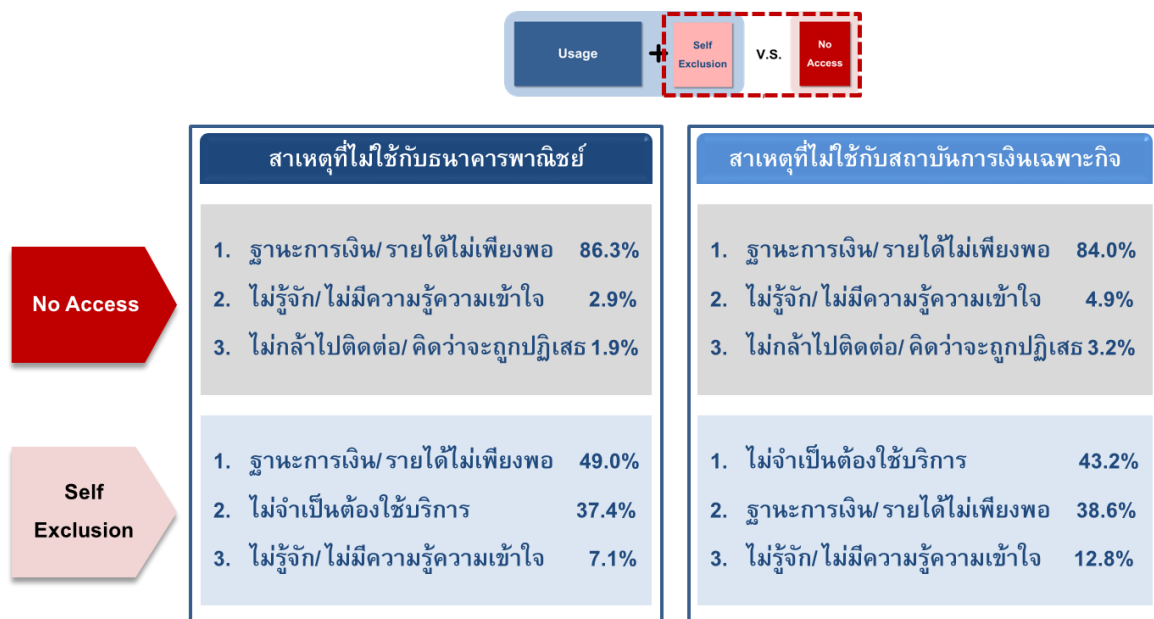 Usage + Self Exclusion V.S. No Access
สาเหตุที่ไม่ใช้กับธนาคารพาณิชย์
สาเหตุที่ไม่ใช้กับสถาบันการเงินเฉพาะกิจ
No Access
1. ฐานะการเงิน/ รายได้ไม่เพียงพอ 86.3%
2. ไม่รู้จัก/ ไม่มีความรู้ความเข้าใจ 2.9%
3. ไม่กล้าไปติดต่อ/ คิดว่าจะถูกปฏิเสธ 1.9%
1. ฐานะการเงิน/ รายได้ไม่เพียงพอ 84.0%
2. ไม่รู้จัก/ ไม่มีความรู้ความเข้าใจ 4.9%
3. ไม่กล้าไปติดต่อ/ คิดว่าจะถูกปฏิเสธ 3.2%
Self
Exclusion
1. ฐานะการเงิน/ รายได้ไม่เพียงพอ 49.0%
2. ไม่จำเป็นต้องใช้บริการ 37.4%
3. ไม่รู้จัก/ ไม่มีความรู้ความเข้าใจ 7.1%
1. ไม่จำเป็นต้องใช้บริการ 43.2%
2. ฐานะการเงิน/ รายได้ไม่เพียงพอ 38.6%
3. ไม่รู้จัก/ ไม่มีความรู้ความเข้าใจ 12.8%